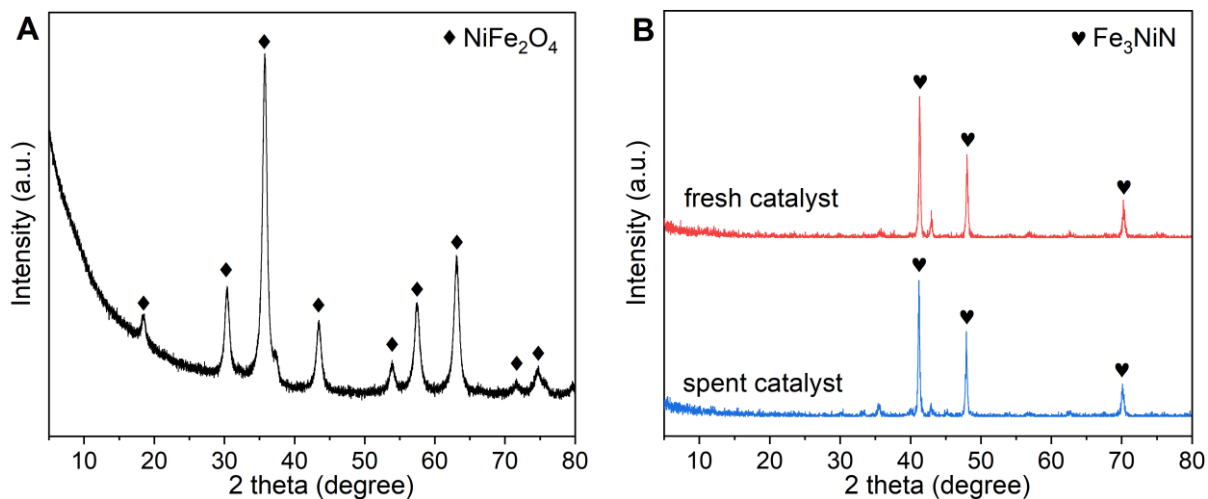 A
♦ NiFe₂O₄
Intensity (a.u.)
10 20 30 40 50 60 70 80
2 theta (degree)
B
♥ Fe₃NiN
fresh catalyst
spent catalyst
Intensity (a.u.)
10 20 30 40 50 60 70 80
2 theta (degree)